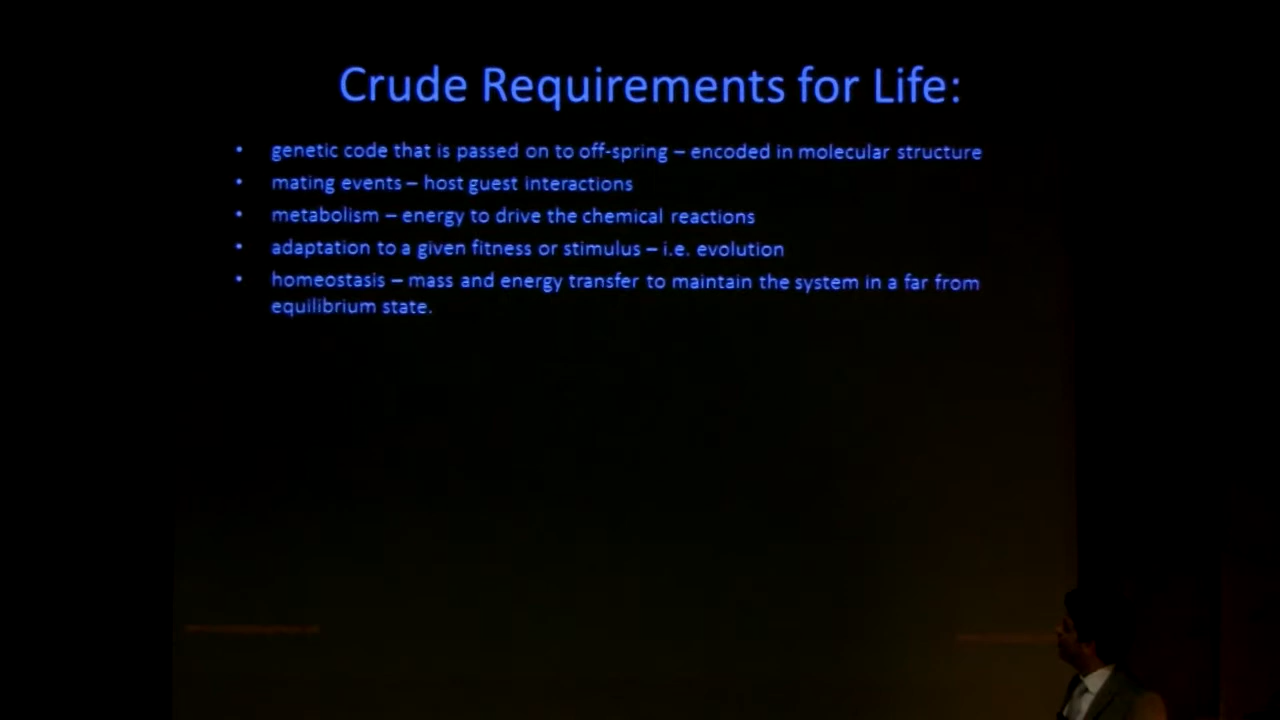 Crude Requirements for Life:
• genetic code that is passed on to off-spring – encoded in molecular structure
• mating events – host guest interactions
• metabolism – energy to drive the chemical reactions
• adaptation to a given fitness or stimulus – i.e. evolution
• homeostasis – mass and energy transfer to maintain the system in a far from
equilibrium state.